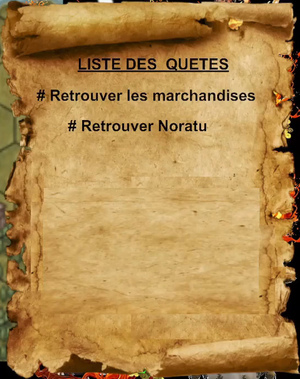 LISTE DES QUETES
# Retrouver les marchandises
# Retrouver Noratu